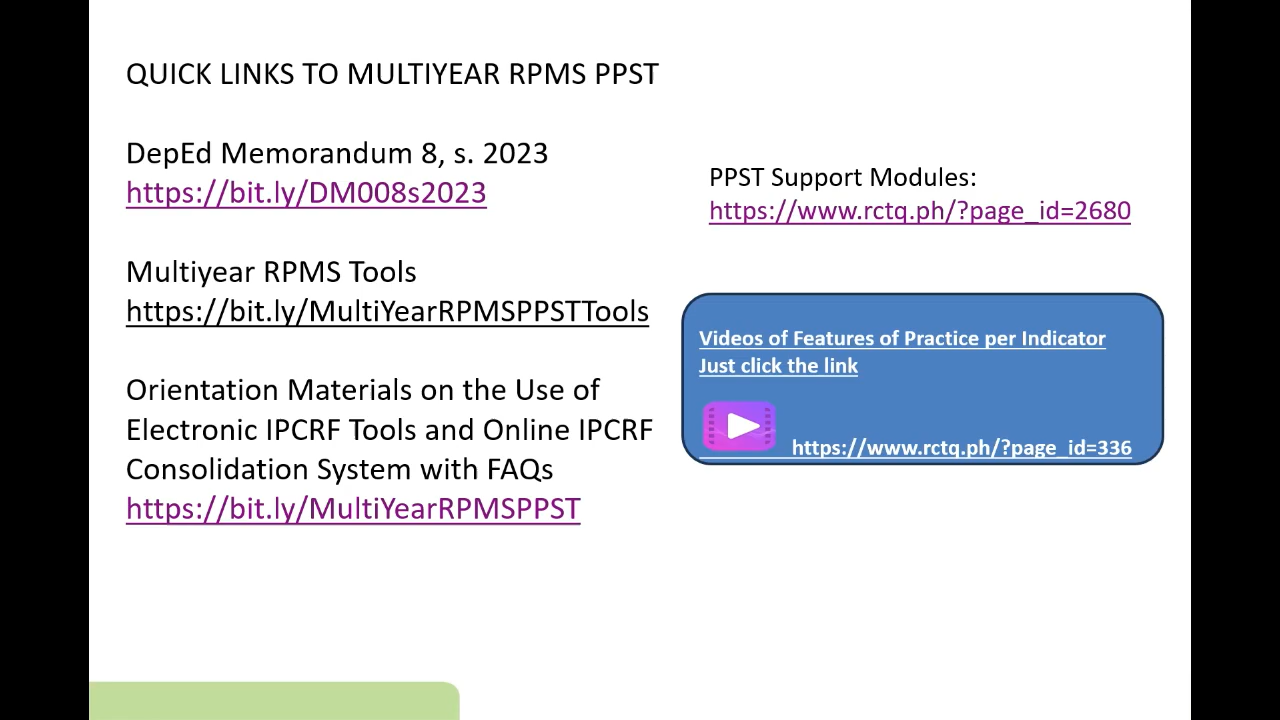 QUICK LINKS TO MULTIYEAR RPMS PPST
DepEd Memorandum 8, s. 2023
https://bit.ly/DM008s2023
Multiyear RPMS Tools
https://bit.ly/MultiYearRPMSPPSTTools
Orientation Materials on the Use of
Electronic IPCRF Tools and Online IPCRF
Consolidation System with FAQs
https://bit.ly/MultiYearRPMSPPST
PPST Support Modules:
https://www.rctq.ph/?page_id=2680
Videos of Features of Practice per Indicator
Just click the link
https://www.rctq.ph/?page_id=336